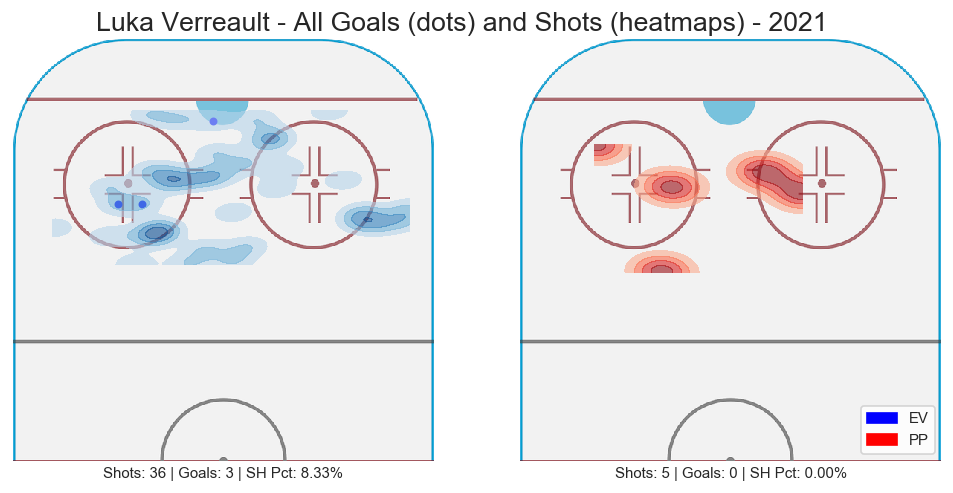 Luka Verreault - All Goals (dots) and Shots (heatmaps) - 2021
EV
PP
Shots: 36 | Goals: 3 | SH Pct: 8.33%
Shots: 5 | Goals: 0 | SH Pct: 0.00%